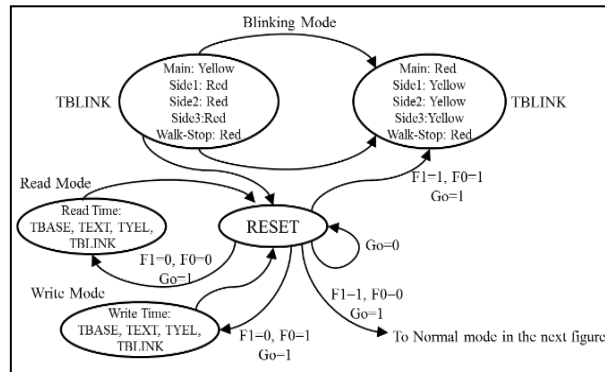 Blinking Mode
Main: Yellow
Side1: Red
Side2: Red
Side3:Red
Walk-Stop: Red
TBLINK
Main: Red
Side1: Yellow
Side2: Yellow
Side3:Yellow
Walk-Stop: Red
TBLINK
F1=1, F0=1
Go=1
Read Mode
Read Time:
TBASE, TEXT, TYEL,
TBLINK
RESET
Go=0
F1=0, F0=0
Go=1
Write Mode
Write Time:
TBASE, TEXT, TYEL,
TBLINK
F1=0, F0=1
Go=1
F1=1, F0=0
Go=1
To Normal mode in the next figure